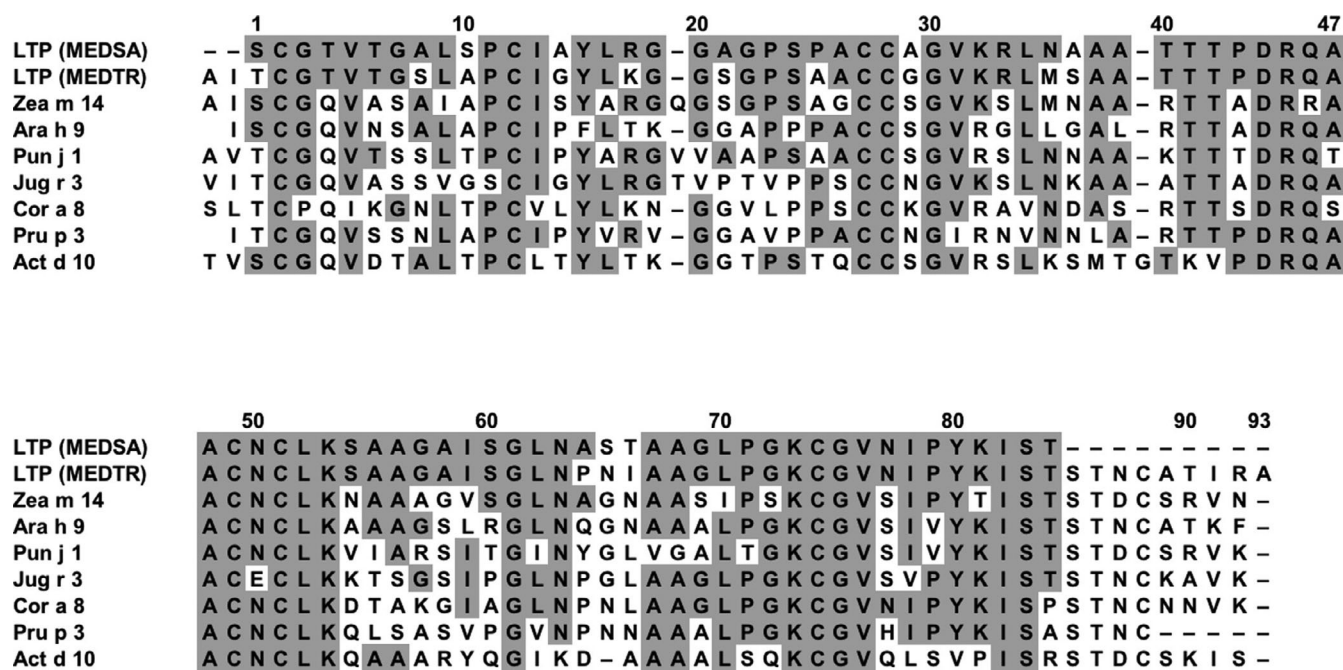 1 10 20 30 40 47
LTP (MEDSA) – – S C G T V T G A L S P C I A Y L R G – G A G P S P A C C A G V K R L N A A A – T T T P D R Q A
LTP (MEDTR) A I T C G T V T G S L A P C I G Y L K G – G S G P S A A C C G G V K R L M S A A – T T T P D R Q A
Zea m 14 A I S C G Q V A S A I A P C I S Y A R G Q G S G P S A G C C S G V K S L M N A A – R T T A D R R A
Ara h 9 I S C G Q V N S A L A P C I P F L T K – G G A P P P A C C S G V R G L L G A L – R T T A D R Q A
Pun j 1 A V T C G Q V T S S L T P C I P Y A R G V V A A P S A A C C S G V R S L N N A A – K T T T D R Q T
Jug r 3 V I T C G Q V A S S V G S C I G Y L R G T V P T V P P S C C N G V K S L N K A A – A T T A D R Q A
Cor a 8 S L T C P Q I K G N L T P C V L Y L K N – G G V L P P S C C K G V R A V N D A S – R T T S D R Q S
Pru p 3 I T C G Q V S S N L A P C I P Y V R V – G G A V P P A C C N G I R N V N N L A – R T T P D R Q A
Act d 10 T V S C G Q V D T A L T P C L T Y L T K – G G T P S T Q C C S G V R S L K S M T G T K V P D R Q A
50 60 70 80 90 93
LTP (MEDSA) A C N C L K S A A G A I S G L N A S T A A G L P G K C G V N I P Y K I S T – – – – – – – – –
LTP (MEDTR) A C N C L K S A A G A I S G L N P N I A A G L P G K C G V N I P Y K I S T S T N C A T I R A
Zea m 14 A C N C L K N A A A G V S G L N A G N A A S I P S K C G V S I P Y T I S T S T D C S R V N –
Ara h 9 A C N C L K A A A G S L R G L N Q G N A A A L P G K C G V S I V Y K I S T S T N C A T K F –
Pun j 1 A C N C L K V I A R S I T G I N Y G L V G A L T G K C G V S I V Y K I S T S T D C S R V K –
Jug r 3 A C E C L K K T S G S I P G L N P G L A A G L P G K C G V S V P Y K I S T S T N C K A V K –
Cor a 8 A C N C L K D T A K G I A G L N P N L A A G L P G K C G V N I P Y K I S P S T N C N N V K –
Pru p 3 A C N C L K Q L S A S V P G V N P N N A A A L P G K C G V H I P Y K I S A S T N C – – – – –
Act d 10 A C N C L K Q A A A R Y Q G I K D – A A A A L S Q K C G V Q L S V P I S R S T D C S K I S –